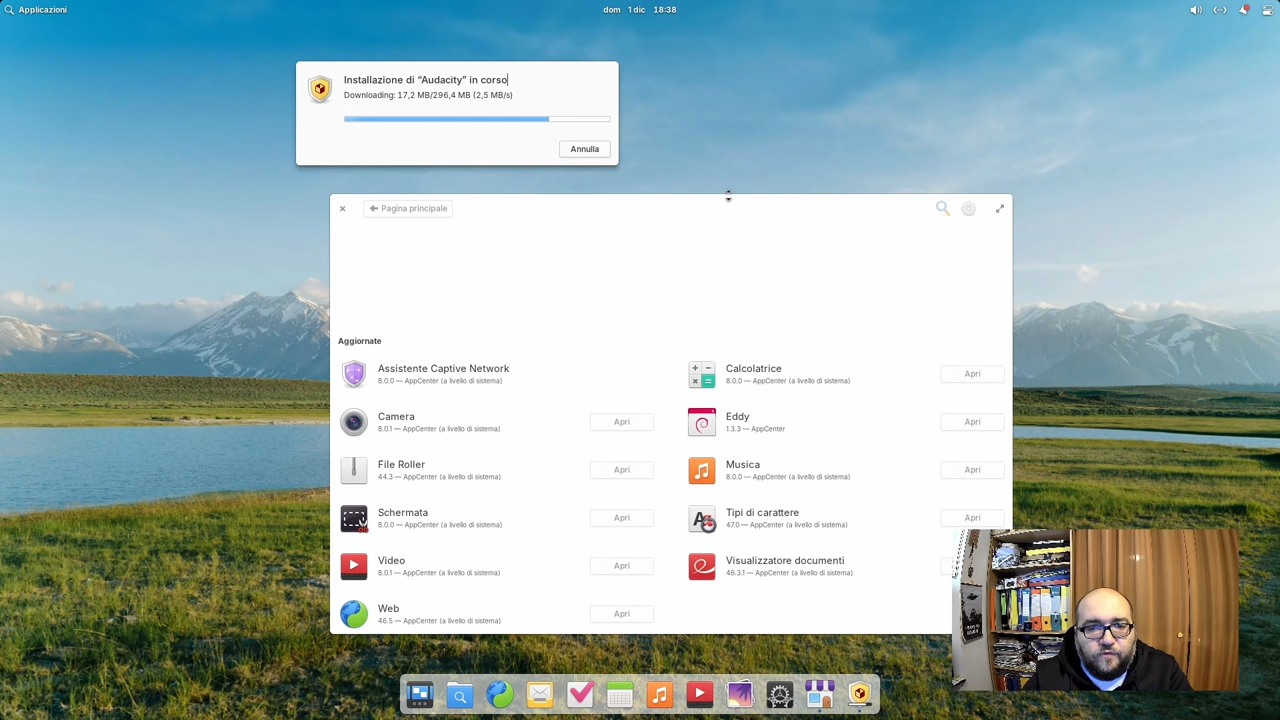 Applicazioni
dom 1 dic 18:38
Installazione di “Audacity” in corso
Downloading: 17,2 MB/296,4 MB (2,5 MB/s)
Annulla
Pagina principale
Aggiornate
Assistente Captive Network
8.0.0 — AppCenter (a livello di sistema)
Calcolatrice
8.0.0 — AppCenter (a livello di sistema)
Apri
Camera
8.0.1 — AppCenter (a livello di sistema)
Apri
Eddy
1.3.3 — AppCenter
Apri
File Roller
44.3 — AppCenter (a livello di sistema)
Apri
Musica
8.0.0 — AppCenter (a livello di sistema)
Apri
Schermata
8.0.0 — AppCenter (a livello di sistema)
Apri
Tipi di carattere
47.0 — AppCenter (a livello di sistema)
Apri
Video
8.0.1 — AppCenter (a livello di sistema)
Apri
Visualizzatore documenti
46.3.1 — AppCenter (a livello di sistema)
Web
46.5 — AppCenter (a livello di sistema)
Apri